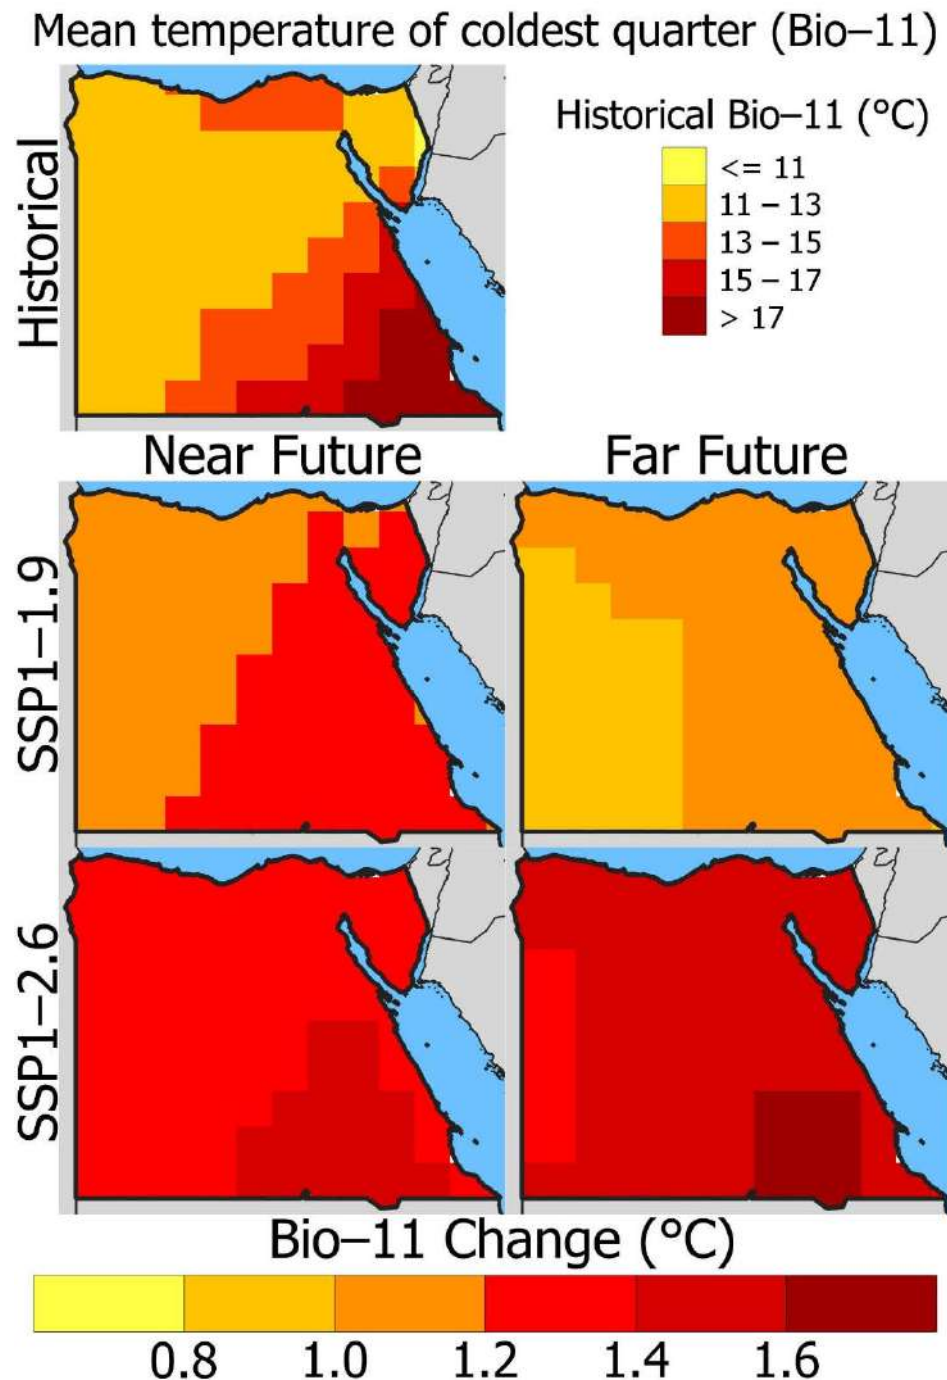 Mean temperature of coldest quarter (Bio–11)
Historical
Historical Bio–11 (°C)
<= 11
11 – 13
13 – 15
15 – 17
> 17
Near Future
Far Future
SSP1–1.9
SSP1–2.6
Bio–11 Change (°C)
0.8 1.0 1.2 1.4 1.6